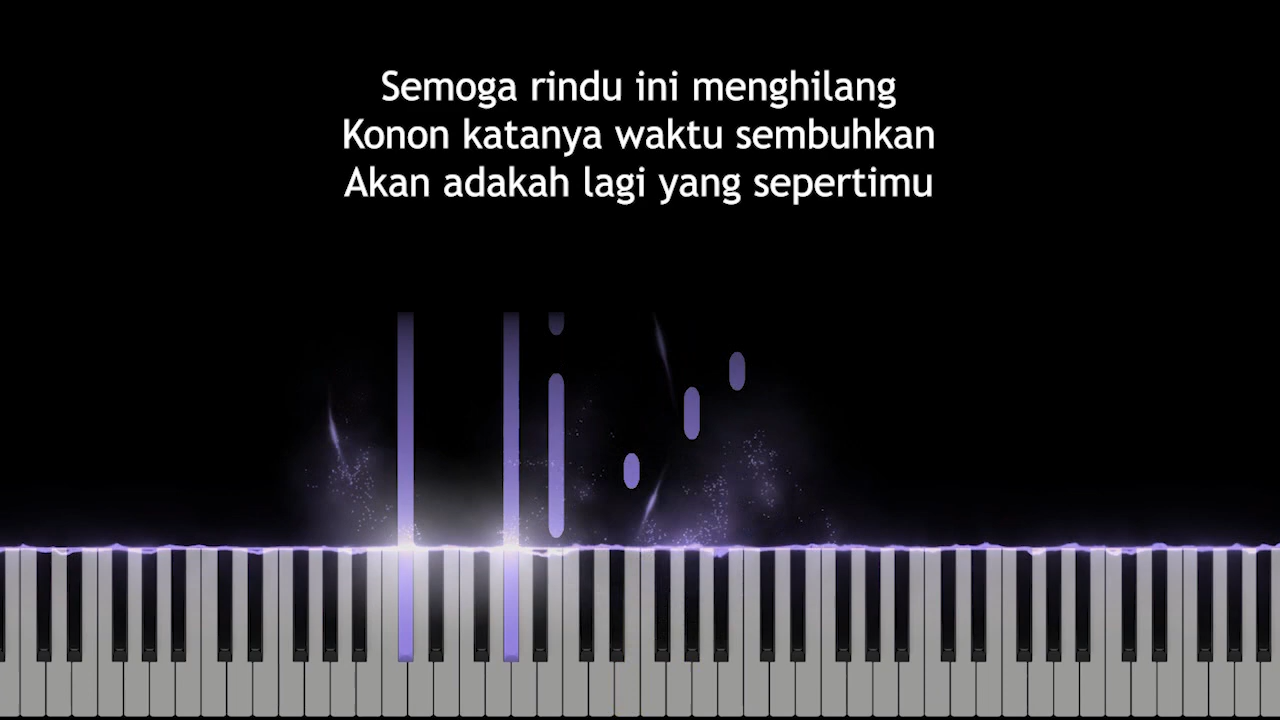 Semoga rindu ini menghilang
Konon katanya waktu sembuhkan
Akan adakah lagi yang sepertimu